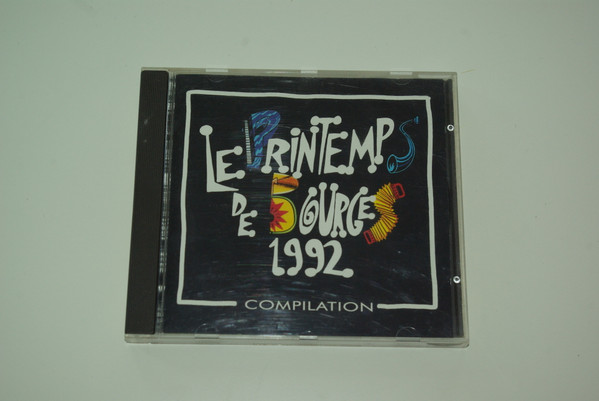 LE PRINTEMPS
DE BOURGES
1992
COMPILATION